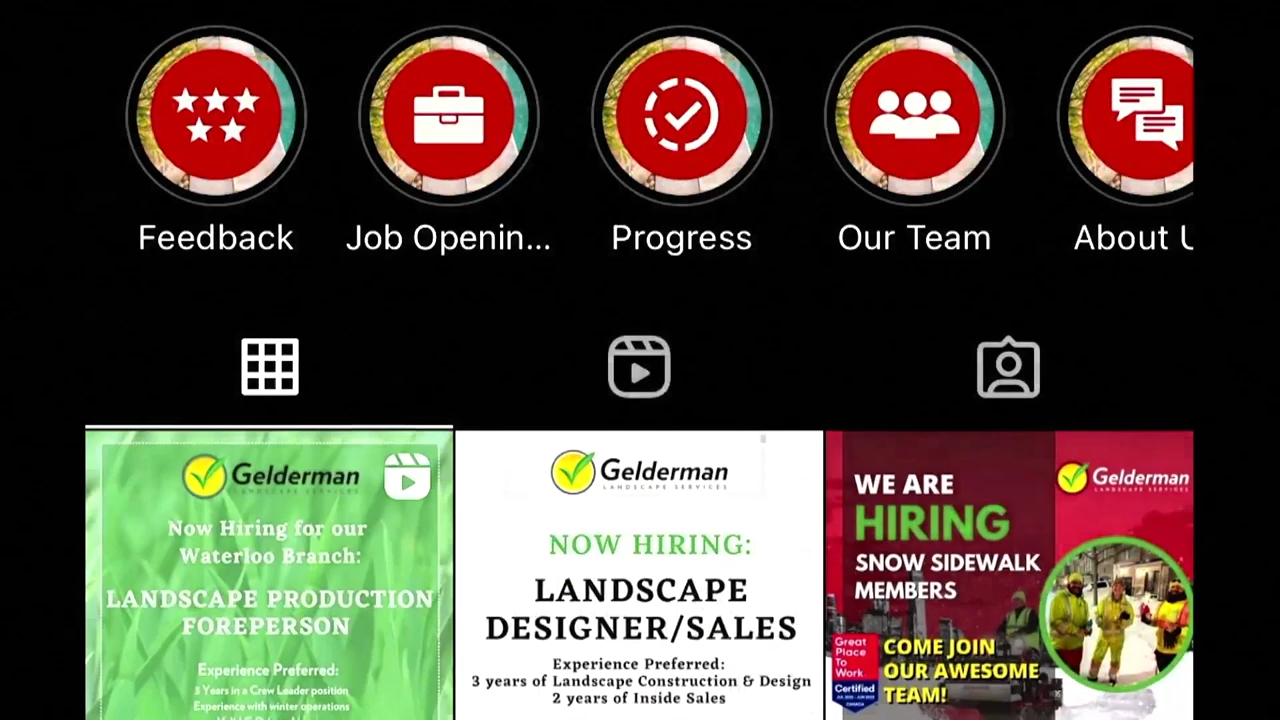 Feedback
Job Openin...
Progress
Our Team
About U
Gelderman
LANDSCAPE SERVICES
Now Hiring for our
Waterloo Branch:
LANDSCAPE PRODUCTION
FOREPERSON
Experience Preferred:
3 Years in a Crew Leader position
Experience with winter operations
Gelderman
LANDSCAPE SERVICES
NOW HIRING:
LANDSCAPE
DESIGNER/SALES
Experience Preferred:
3 years of Landscape Construction & Design
2 years of Inside Sales
WE ARE
HIRING
SNOW SIDEWALK
MEMBERS
Gelderman
LANDSCAPE SERVICES
Great
Place
To
Work.
Certified
CANADA
COME JOIN
OUR AWESOME
TEAM!